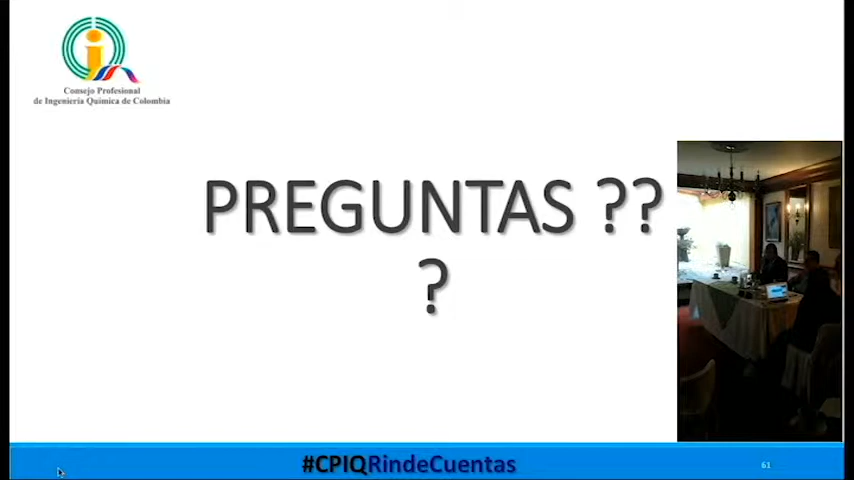 Consejo Profesional
de Ingeniería Química de Colombia
PREGUNTAS ??
?
#CPIQRindeCuentas
61